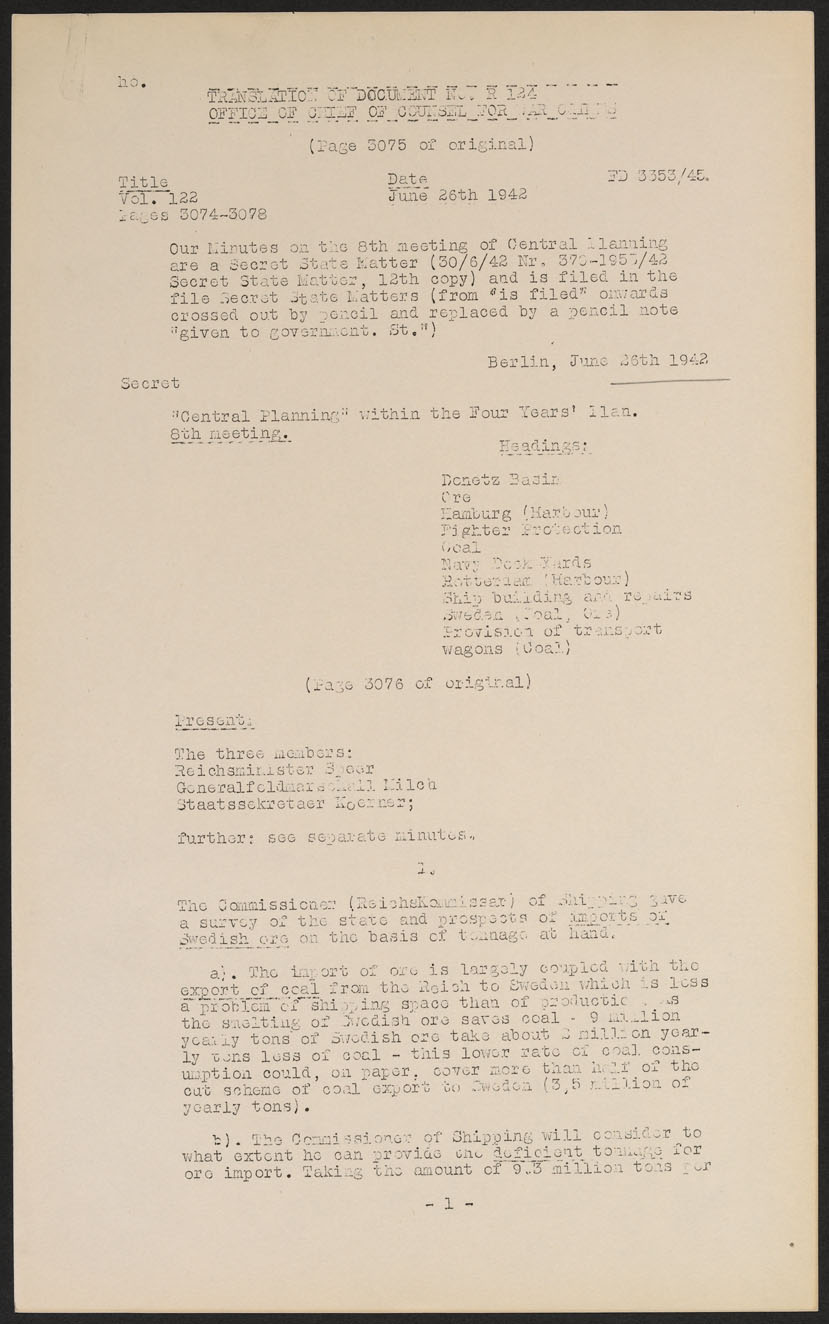 ho.
TRANSLATION OF DOCUMENT No. R 124
OFFICE OF CHIEF OF COUNSEL FOR WAR CRIMES
(Page 3075 of original)
Title Date FD 3353/45.
Vol. 122 June 26th 1942
Pages 3074-3078
Our Minutes on the 8th meeting of Central Planning
are a Secret State Matter (30/6/42 Nr.
Secret State Matter, 12th copy) and is filed in the
file Secret State Matters (from "is filed" onwards
crossed out by pencil and replaced by a pencil note
"given to government. St.")
Berlin, June 26th 1942
Secret
"Central Planning" within the Four Years' Plan.
8th meeting.
Headings:
Donetz Basin
Ore
Hamburg (Harbour)
Fighter Protection
Coal
Navy Dock Yards
Rotterdam (Harbour)
Ship building and repairs
Sweden (Coal, Ore)
Provision of transport
wagons (Coal)
(Page 3076 of original)
Present:
The three members:
Reichsminister Speer
Generalfeldmarschall Milch
Staatssekretaer Koerner;
further: see separate minutes.
1.
The Commissioner (ReichsKommissar) of Shipping gave
a survey of the state and prospects of imports of
Swedish ore on the basis of tonnage at hand.
a). The import of ore is largely coupled with the
export of coal from the Reich to Sweden which is less
a problem of shipping space than of production. As
the smelting of Swedish ore saves coal - 9 million
yearly tons of Swedish ore take about million year-
ly tons less of coal - this lower rate of coal cons-
umption could, on paper, cover more than half of the
cut scheme of coal export to Sweden (3,5 million of
yearly tons).
b). The Commissioner of Shipping will consider to
what extent he can provide the deficient tonnage for
ore import. Taking the amount of 9.3 million tons per
- 1 -